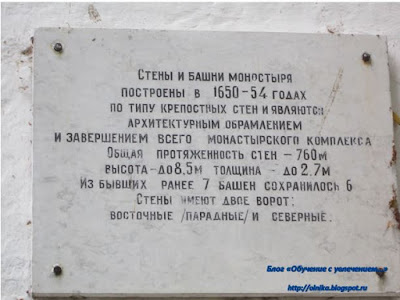 Стены и башни монастыря
построены в 1650-54 годах
по типу крепостных стен и являются
архитектурным обрамлением
и завершением всего монастырского комплекса
Общая протяженность стен – 760м
высота - до 8,5м толщина - до 2.7м
Из бывших ранее 7 башен сохранилось 6
Стены имеют двое ворот:
восточные /парадные/ и северные.
Блог «Обучение с увлечением...»
http://olnika.blogspot.ru